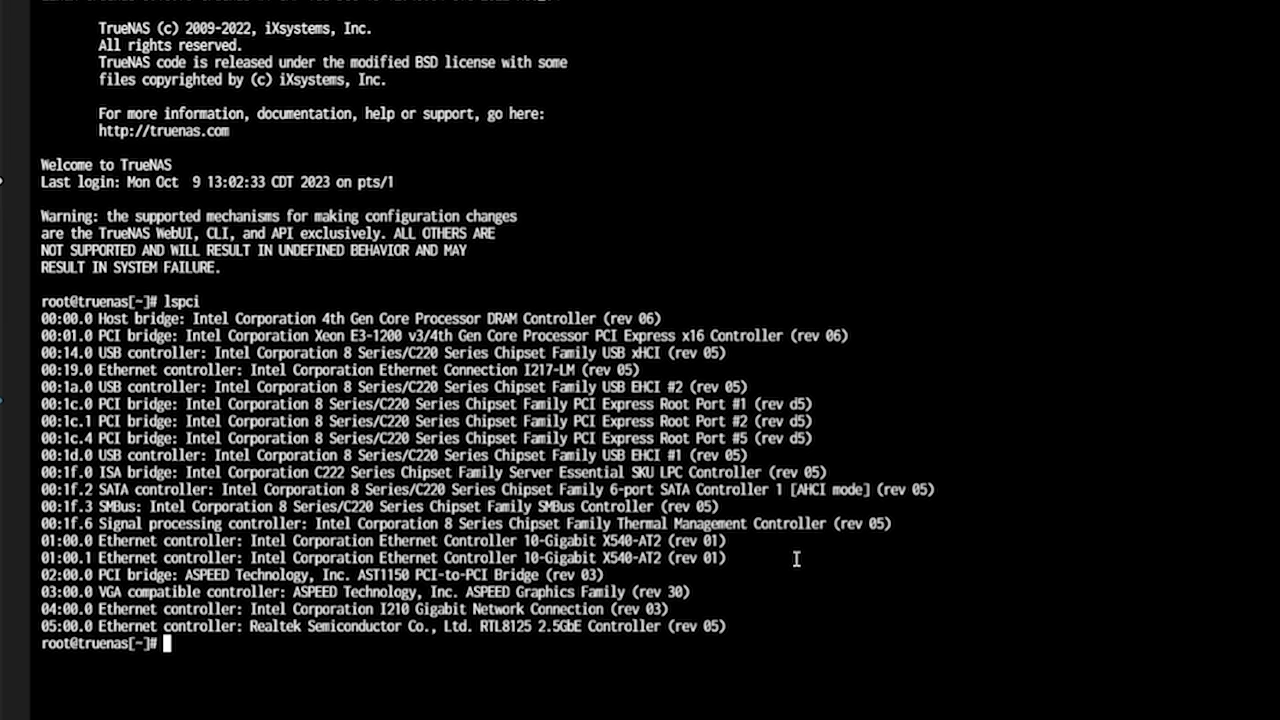 TrueNAS (c) 2009-2022, iXsystems, Inc.
All rights reserved.
TrueNAS code is released under the modified BSD license with some
files copyrighted by (c) iXsystems, Inc.
For more information, documentation, help or support, go here:
http://truenas.com
Welcome to TrueNAS
Last login: Mon Oct  9 13:02:33 CDT 2023 on pts/1
Warning: the supported mechanisms for making configuration changes
are the TrueNAS WebUI, CLI, and API exclusively. ALL OTHERS ARE
NOT SUPPORTED AND WILL RESULT IN UNDEFINED BEHAVIOR AND MAY
RESULT IN SYSTEM FAILURE.
root@truenas[~]# lspci
00:00.0 Host bridge: Intel Corporation 4th Gen Core Processor DRAM Controller (rev 06)
00:01.0 PCI bridge: Intel Corporation Xeon E3-1200 v3/4th Gen Core Processor PCI Express x16 Controller (rev 06)
00:14.0 USB controller: Intel Corporation 8 Series/C220 Series Chipset Family USB xHCI (rev 05)
00:19.0 Ethernet controller: Intel Corporation Ethernet Connection I217-LM (rev 05)
00:1a.0 USB controller: Intel Corporation 8 Series/C220 Series Chipset Family USB EHCI #2 (rev 05)
00:1c.0 PCI bridge: Intel Corporation 8 Series/C220 Series Chipset Family PCI Express Root Port #1 (rev d5)
00:1c.1 PCI bridge: Intel Corporation 8 Series/C220 Series Chipset Family PCI Express Root Port #2 (rev d5)
00:1c.4 PCI bridge: Intel Corporation 8 Series/C220 Series Chipset Family PCI Express Root Port #5 (rev d5)
00:1d.0 USB controller: Intel Corporation 8 Series/C220 Series Chipset Family USB EHCI #1 (rev 05)
00:1f.0 ISA bridge: Intel Corporation C222 Series Chipset Family Server Essential SKU LPC Controller (rev 05)
00:1f.2 SATA controller: Intel Corporation 8 Series/C220 Series Chipset Family 6-port SATA Controller 1 [AHCI mode] (rev 05)
00:1f.3 SMBus: Intel Corporation 8 Series/C220 Series Chipset Family SMBus Controller (rev 05)
00:1f.6 Signal processing controller: Intel Corporation 8 Series Chipset Family Thermal Management Controller (rev 05)
01:00.0 Ethernet controller: Intel Corporation Ethernet Controller 10-Gigabit X540-AT2 (rev 01)
01:00.1 Ethernet controller: Intel Corporation Ethernet Controller 10-Gigabit X540-AT2 (rev 01)
02:00.0 PCI bridge: ASPEED Technology, Inc. AST1150 PCI-to-PCI Bridge (rev 03)
03:00.0 VGA compatible controller: ASPEED Technology, Inc. ASPEED Graphics Family (rev 30)
04:00.0 Ethernet controller: Intel Corporation I210 Gigabit Network Connection (rev 03)
05:00.0 Ethernet controller: Realtek Semiconductor Co., Ltd. RTL8125 2.5GbE Controller (rev 05)
root@truenas[~]#